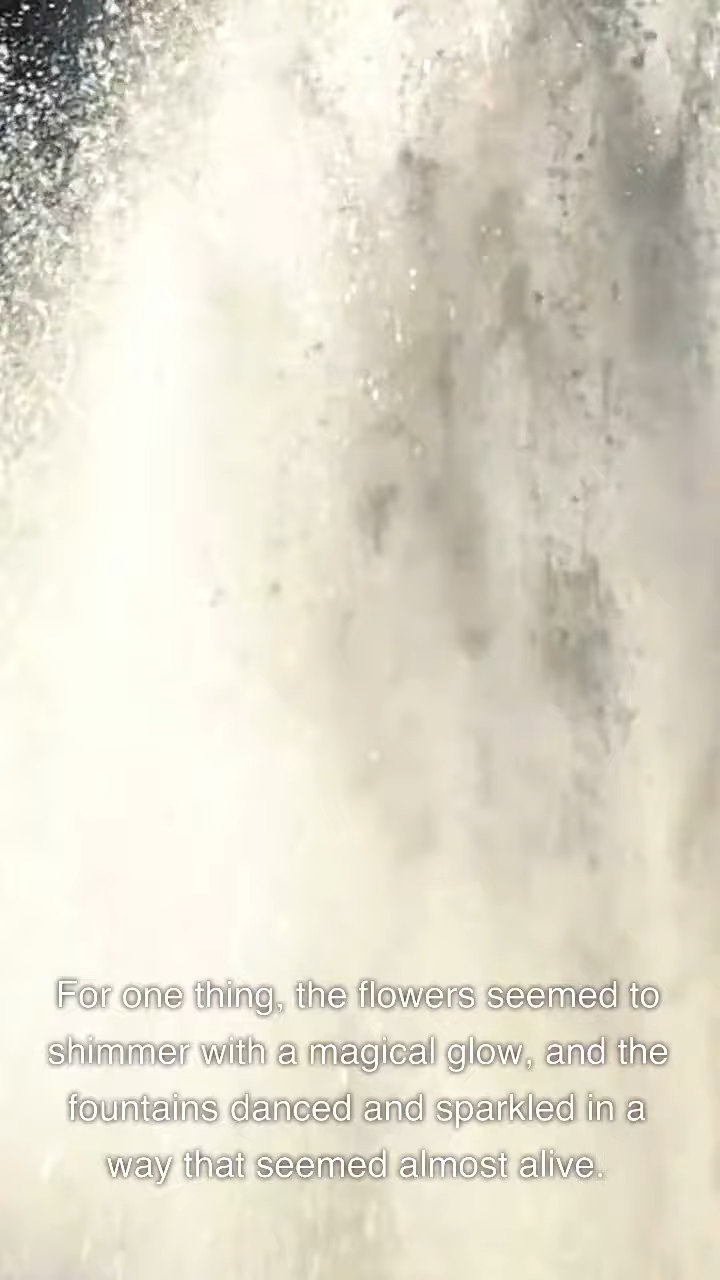 For one thing, the flowers seemed to
shimmer with a magical glow, and the
fountains danced and sparkled in a
way that seemed almost alive.